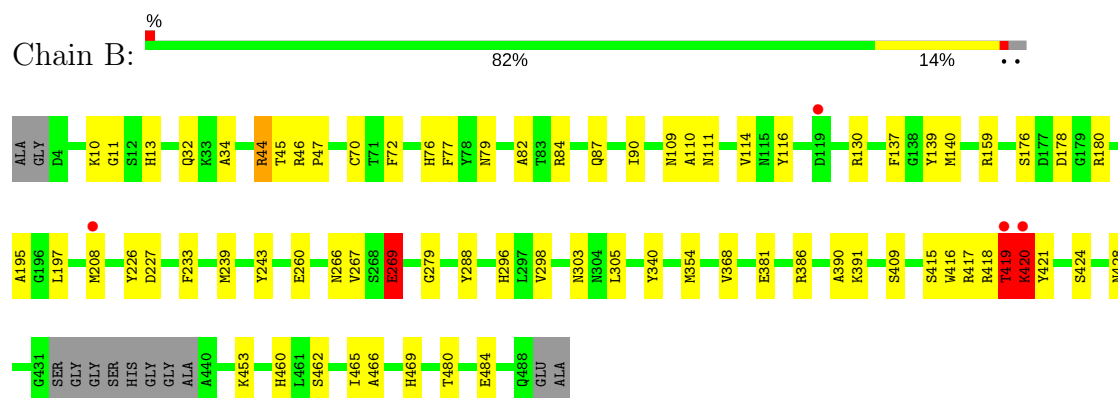 %
Chain B:
82% 14% • •
ALA GLY D4 K10 G11 S12 H13 Q32 K33 A34 R44 T45 R46 P47 C70 T71 F72 H76 F77 Y78 N79 A82 T83 R84 Q87 I90 N109 A110 N111 V114 N115 Y116 D119 R130 F137 G138 Y139 M140 R159 S176 D177 D178 G179 R180
A195 G196 L197 M208 Y226 D227 F233 M239 Y243 E260 N266 V267 S268 E269 G279 Y288 H296 L297 V298 N303 N304 L305 Y340 M354 V368 E381 R386 A390 K391 S409 S415 W416 R417 R418 T419 K420 Y421 S424 N428
G431 SER GLY GLY SER HIS GLY GLY ALA A440 K453 H460 L461 S462 I465 A466 H469 T480 E484 Q488 GLU ALA